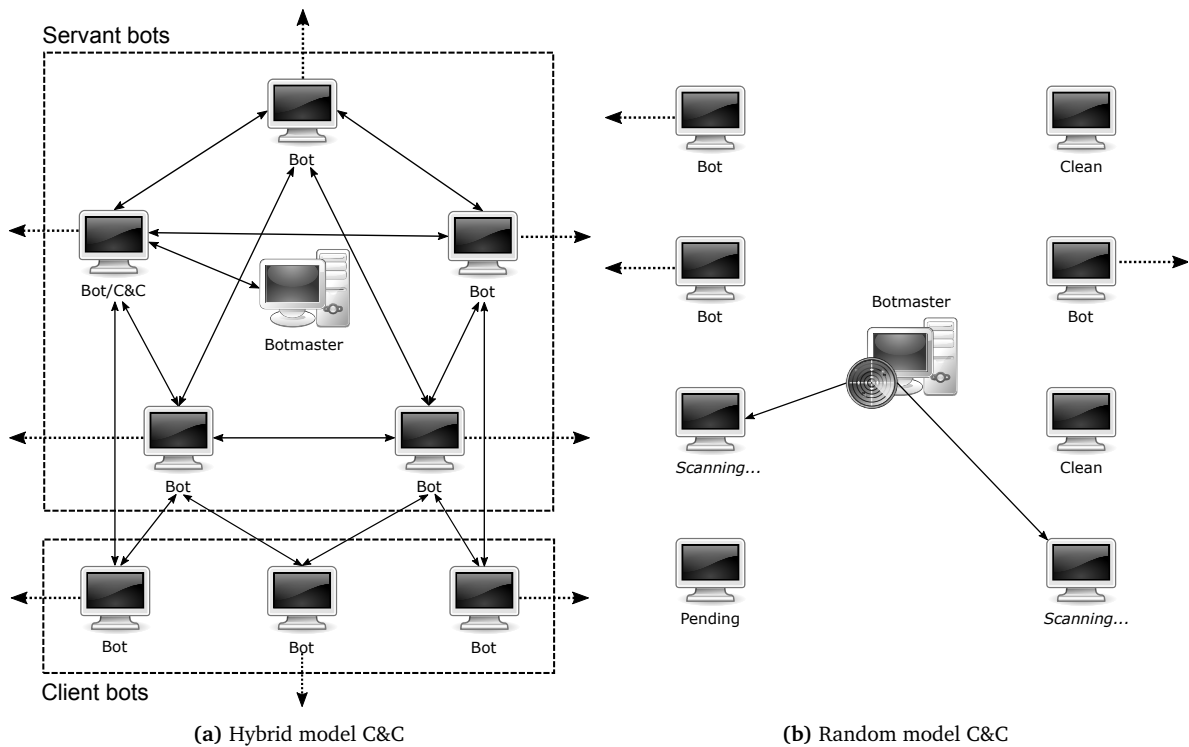 Servant bots
Bot
Bot/C&C
Bot
Botmaster
Bot
Bot
Bot
Bot
Bot
Client bots
(a) Hybrid model C&C
Bot
Clean
Bot
Bot
Botmaster
Scanning...
Clean
Pending
Scanning...
(b) Random model C&C